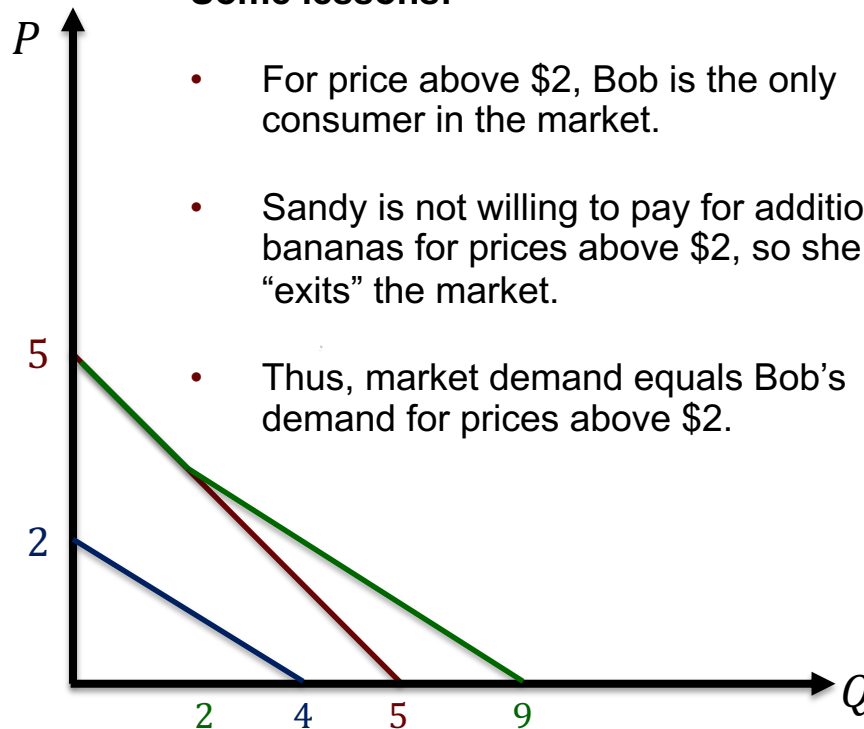 P
• For price above $2, Bob is the only
consumer in the market.
• Sandy is not willing to pay for
bananas for prices above $2, so she
“exits” the market.
5
• Thus, market demand equals Bob’s
demand for prices above $2.
2
Q
2 4 5 9